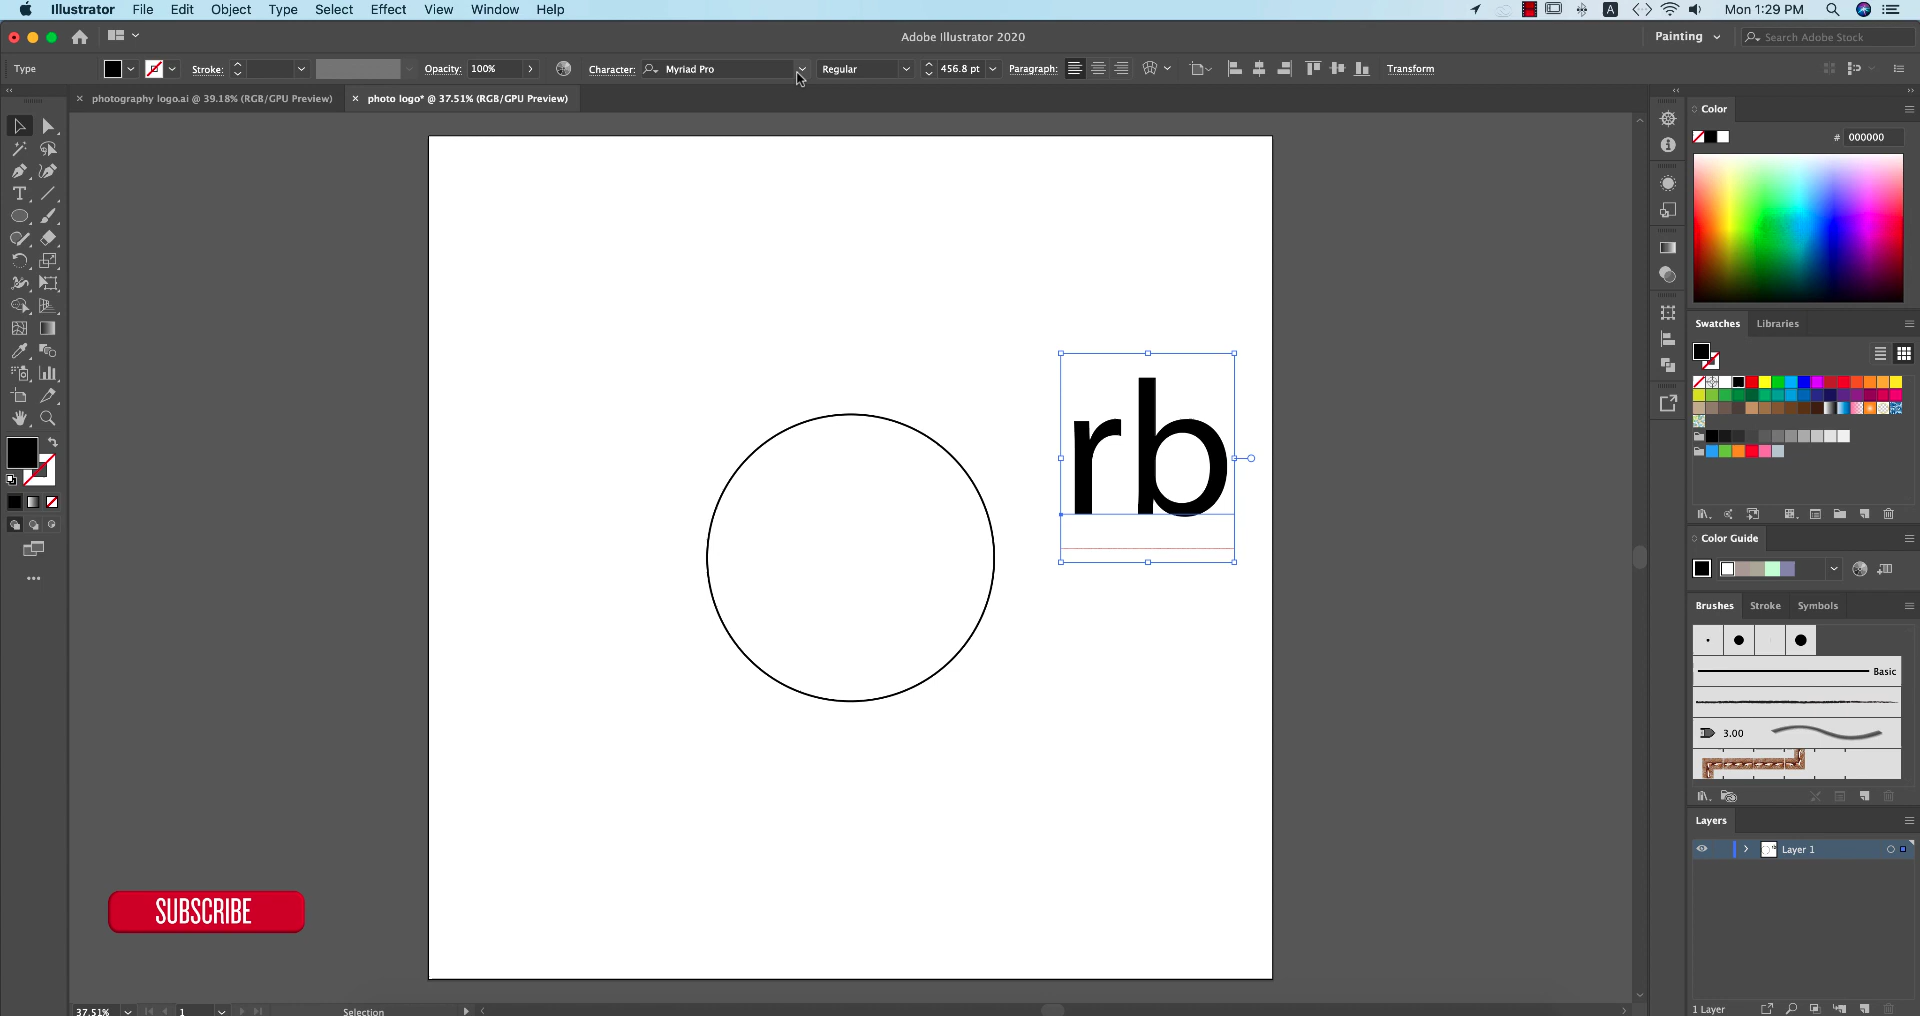 Illustrator File Edit Object Type Select Effect View Window Help
A Mon 1:29 PM
Adobe Illustrator 2020
Painting Search Adobe Stock
Type Stroke: Opacity: 100% Character: Myriad Pro Regular 456.8 pt Paragraph: Transform
photography logo.ai @ 39.18% (RGB/GPU Preview) photo logo* @ 37.51% (RGB/GPU Preview)
Color
# 000000
Swatches Libraries
rb
Color Guide
Brushes Stroke Symbols
Basic
3.00
Layers
Layer 1
SUBSCRIBE
37.51% 1 Selection
1 Layer